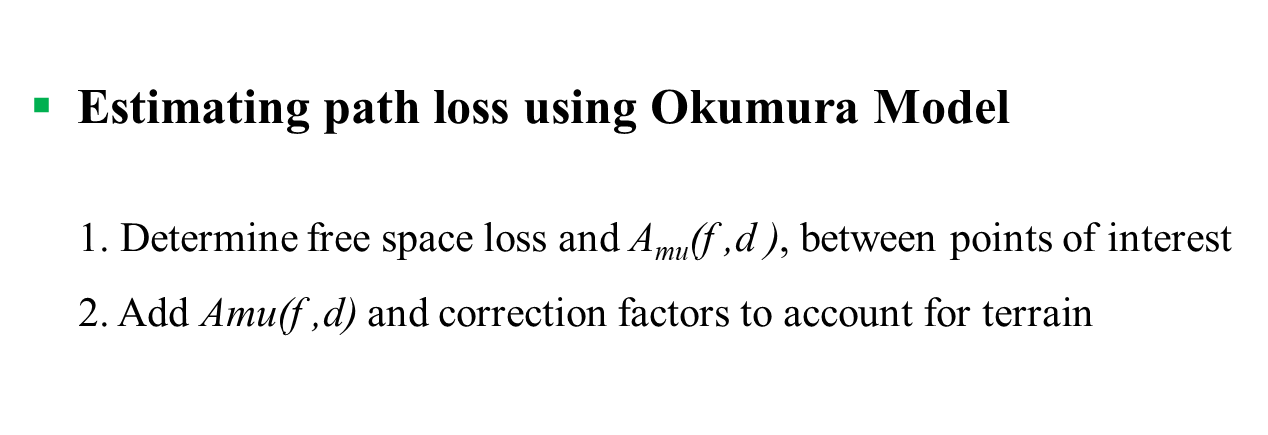 ▪ Estimating path loss using Okumura Model
1. Determine free space loss and Amu(f ,d ), between points of interest
2. Add Amu(f ,d) and correction factors to account for terrain